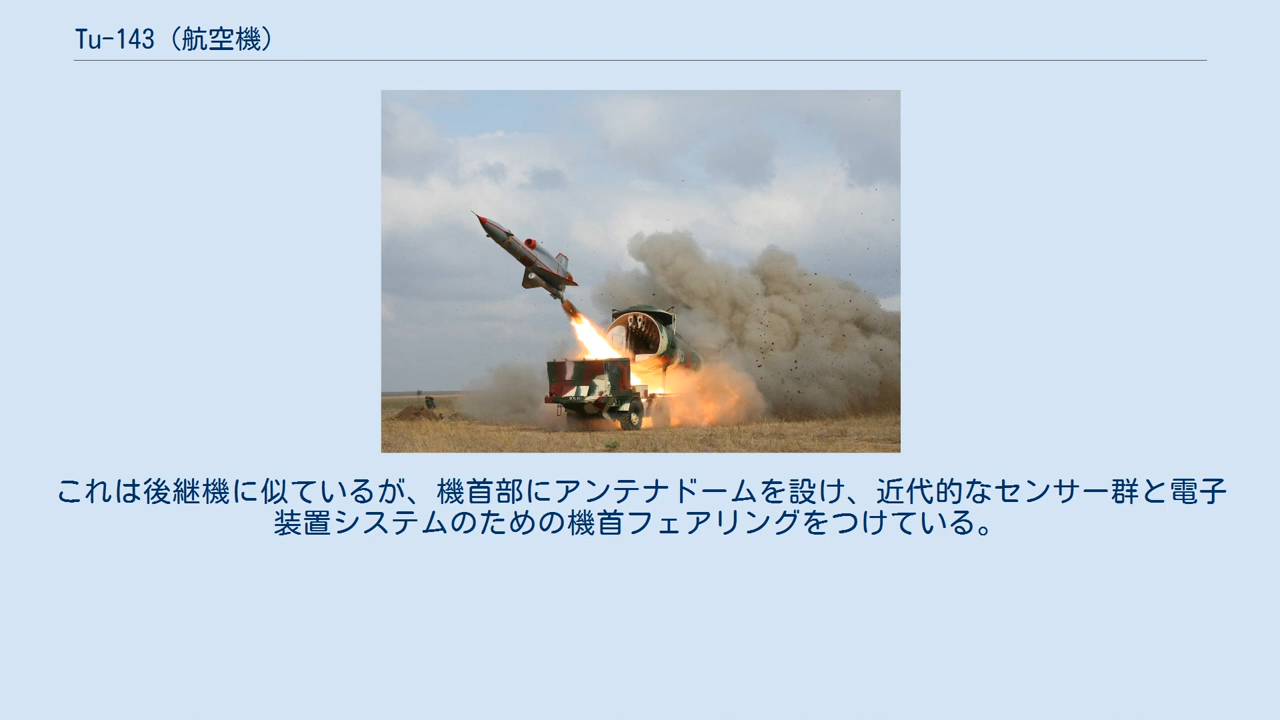 Tu-143（航空機）
これは後継機に似ているが、機首部にアンテナドームを設け、近代的なセンサー群と電子
装置システムのための機首フェアリングをつけている。